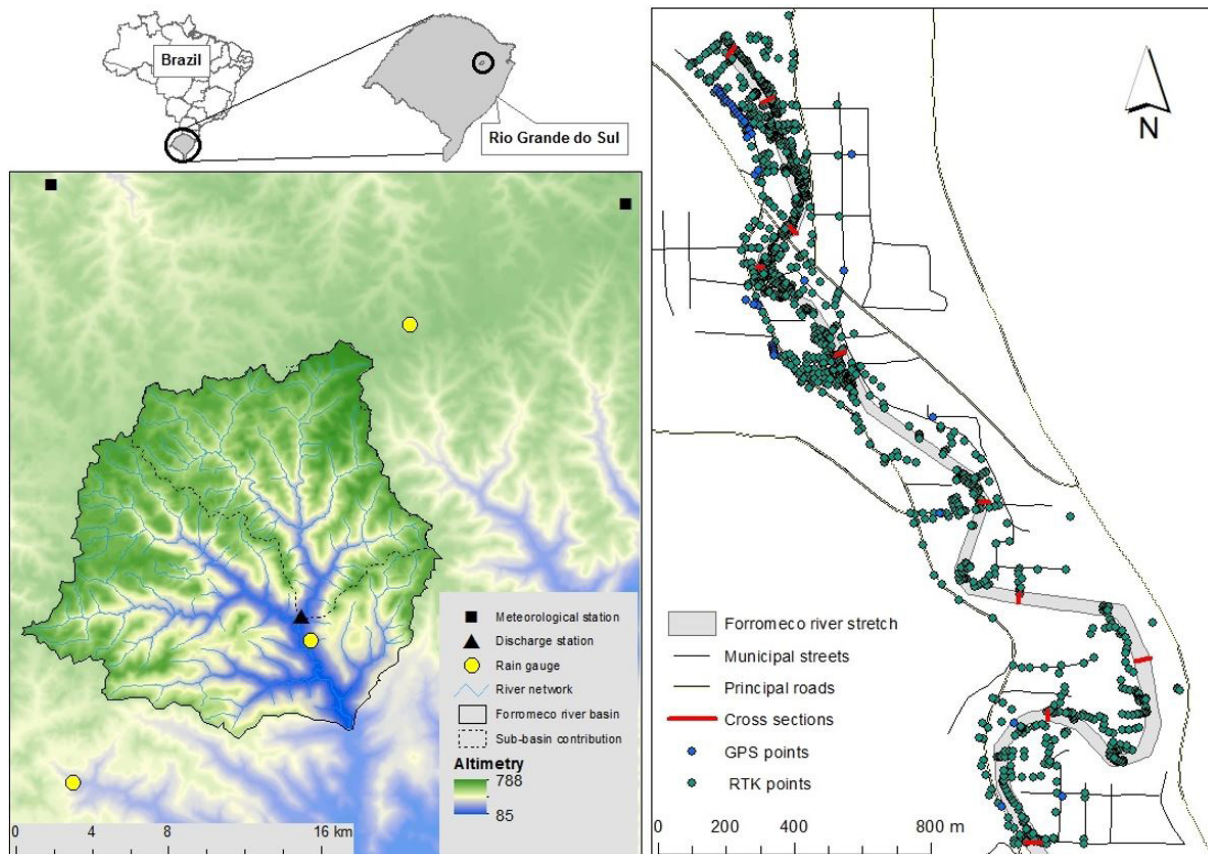 Brazil
Rio Grande do Sul
Meteorological station
Discharge station
Rain gauge
River network
Forromeco river basin
Sub-basin contribution
Altimetry
788
85
0 4 8 16 km
N
Forromeco river stretch
Municipal streets
Principal roads
Cross sections
GPS points
RTK points
0 200 400 800 m